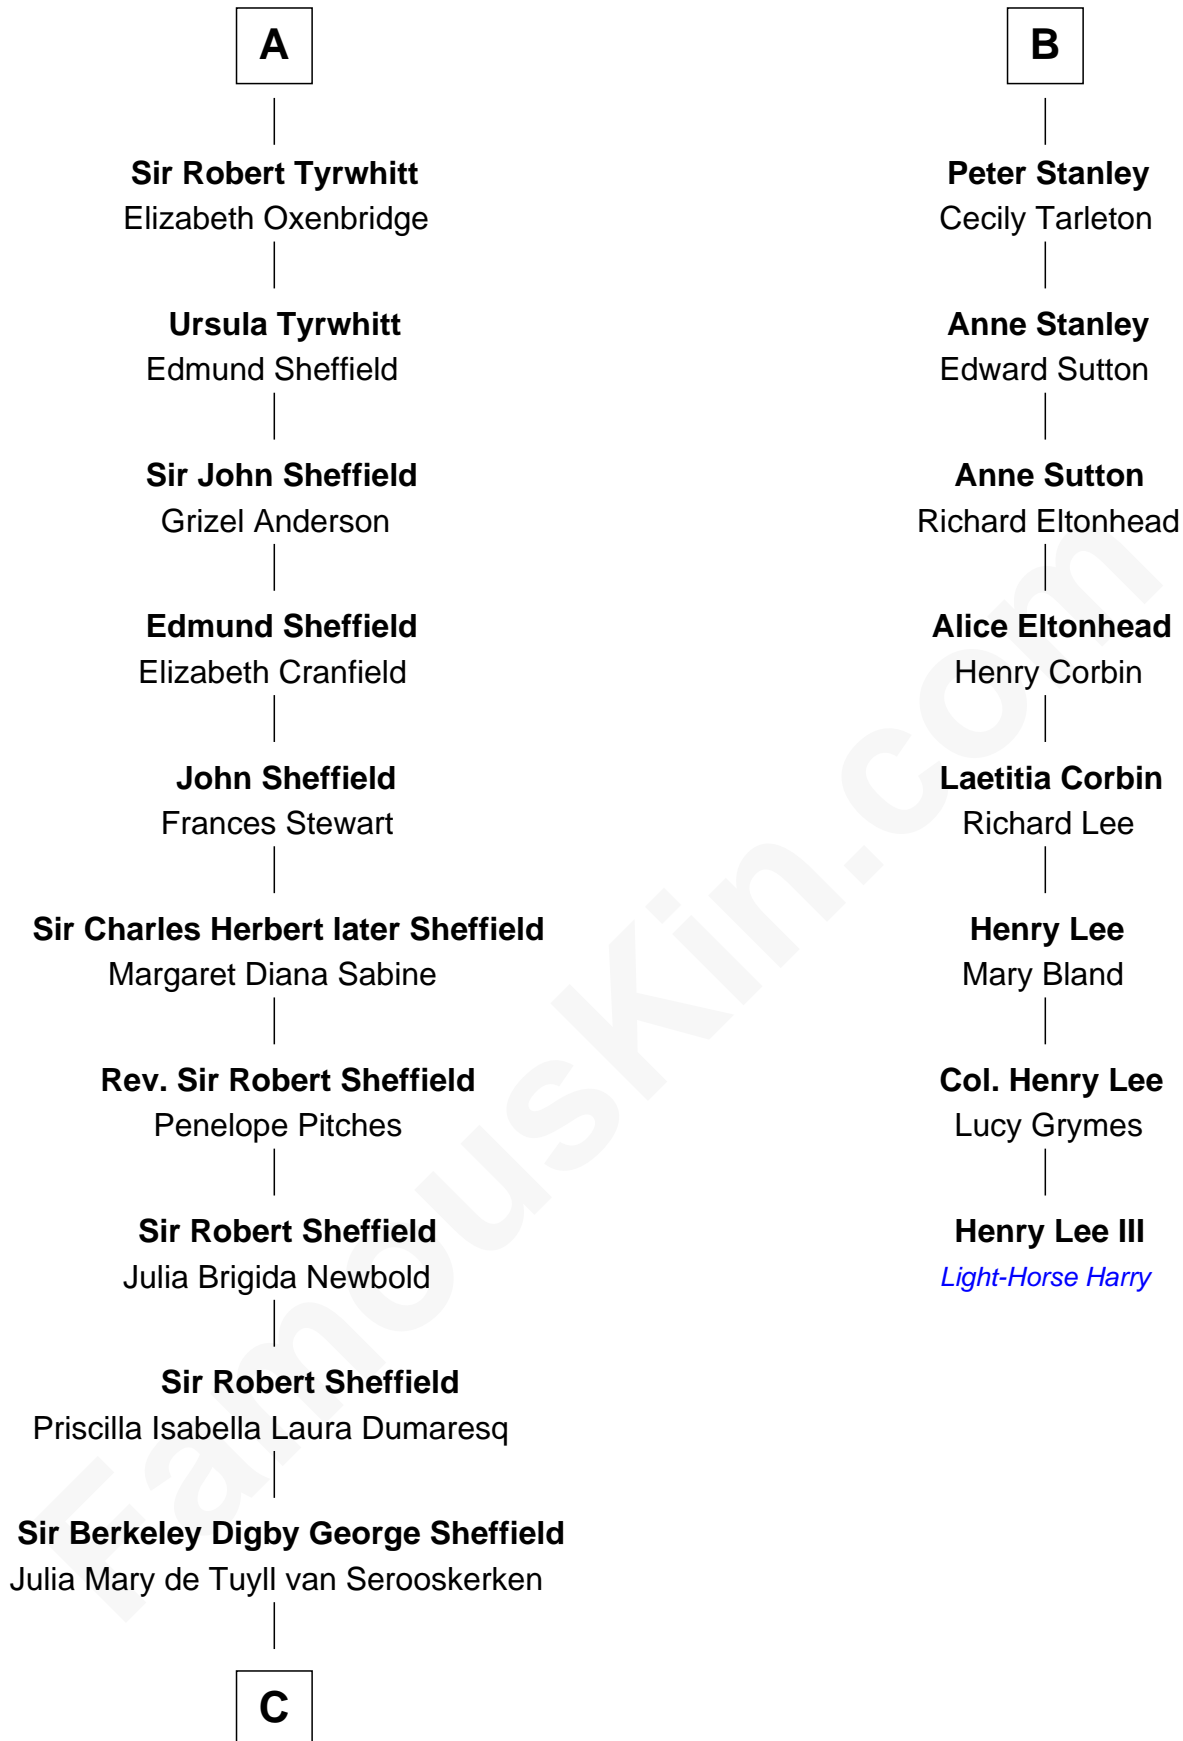 A
Sir Robert Tyrwhitt
Elizabeth Oxenbridge
Ursula Tyrwhitt
Edmund Sheffield
Sir John Sheffield
Grizel Anderson
Edmund Sheffield
Elizabeth Cranfield
John Sheffield
Frances Stewart
Sir Charles Herbert later Sheffield
Margaret Diana Sabine
Rev. Sir Robert Sheffield
Penelope Pitches
Sir Robert Sheffield
Julia Brigida Newbold
Sir Robert Sheffield
Priscilla Isabella Laura Dumaresq
Sir Berkeley Digby George Sheffield
Julia Mary de Tuyll van Serooskerken
C
B
Peter Stanley
Cecily Tarleton
Anne Stanley
Edward Sutton
Anne Sutton
Richard Eltonhead
Alice Eltonhead
Henry Corbin
Laetitia Corbin
Richard Lee
Henry Lee
Mary Bland
Col. Henry Lee
Lucy Grymes
Henry Lee III
Light-Horse Harry
FamousKin.com